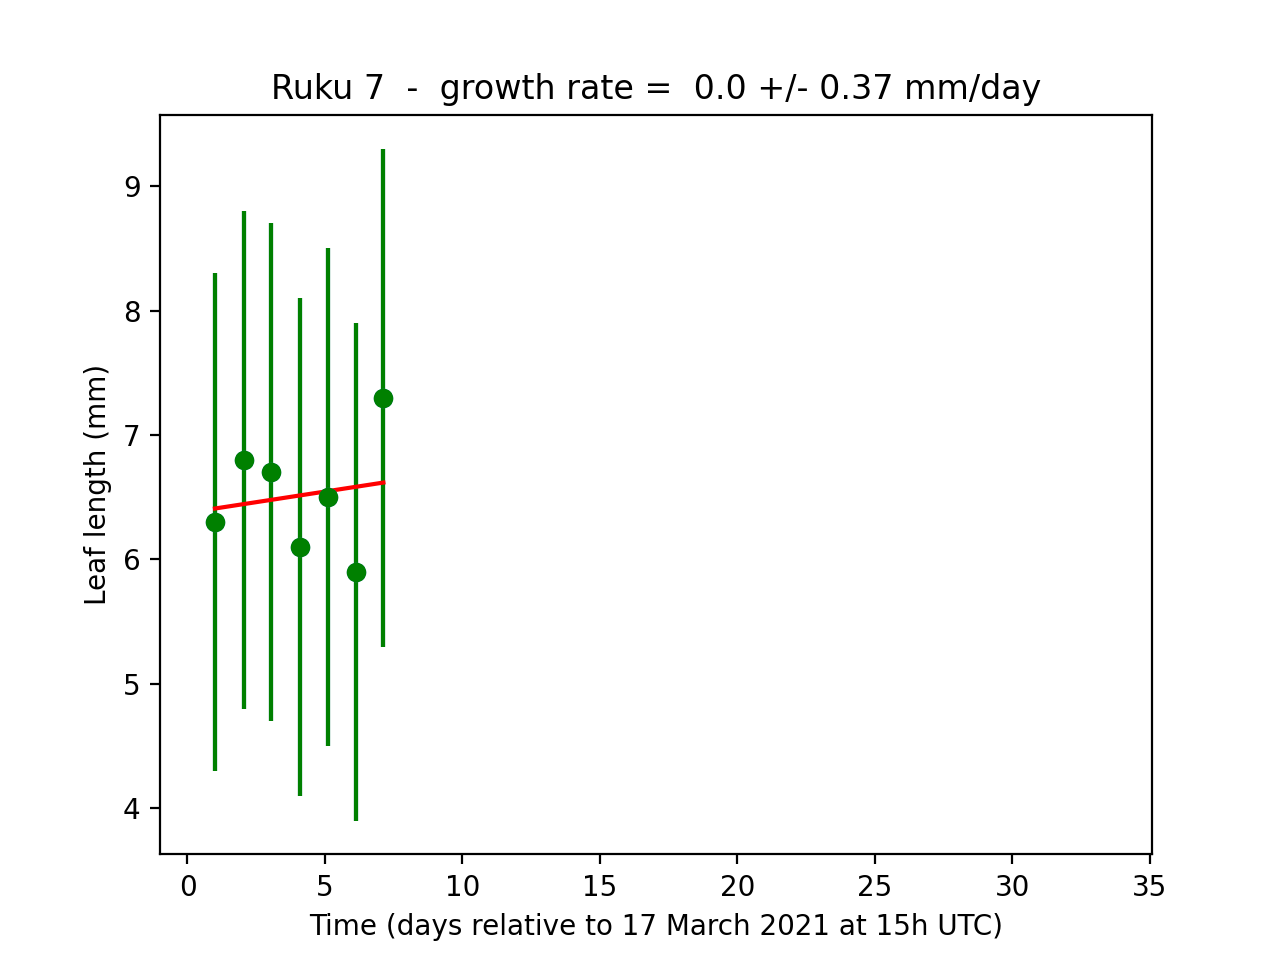 Ruku 7  -  growth rate =  0.0 +/- 0.37 mm/day
Leaf length (mm)
9
8
7
6
5
4
0 5 10 15 20 25 30 35
Time (days relative to 17 March 2021 at 15h UTC)